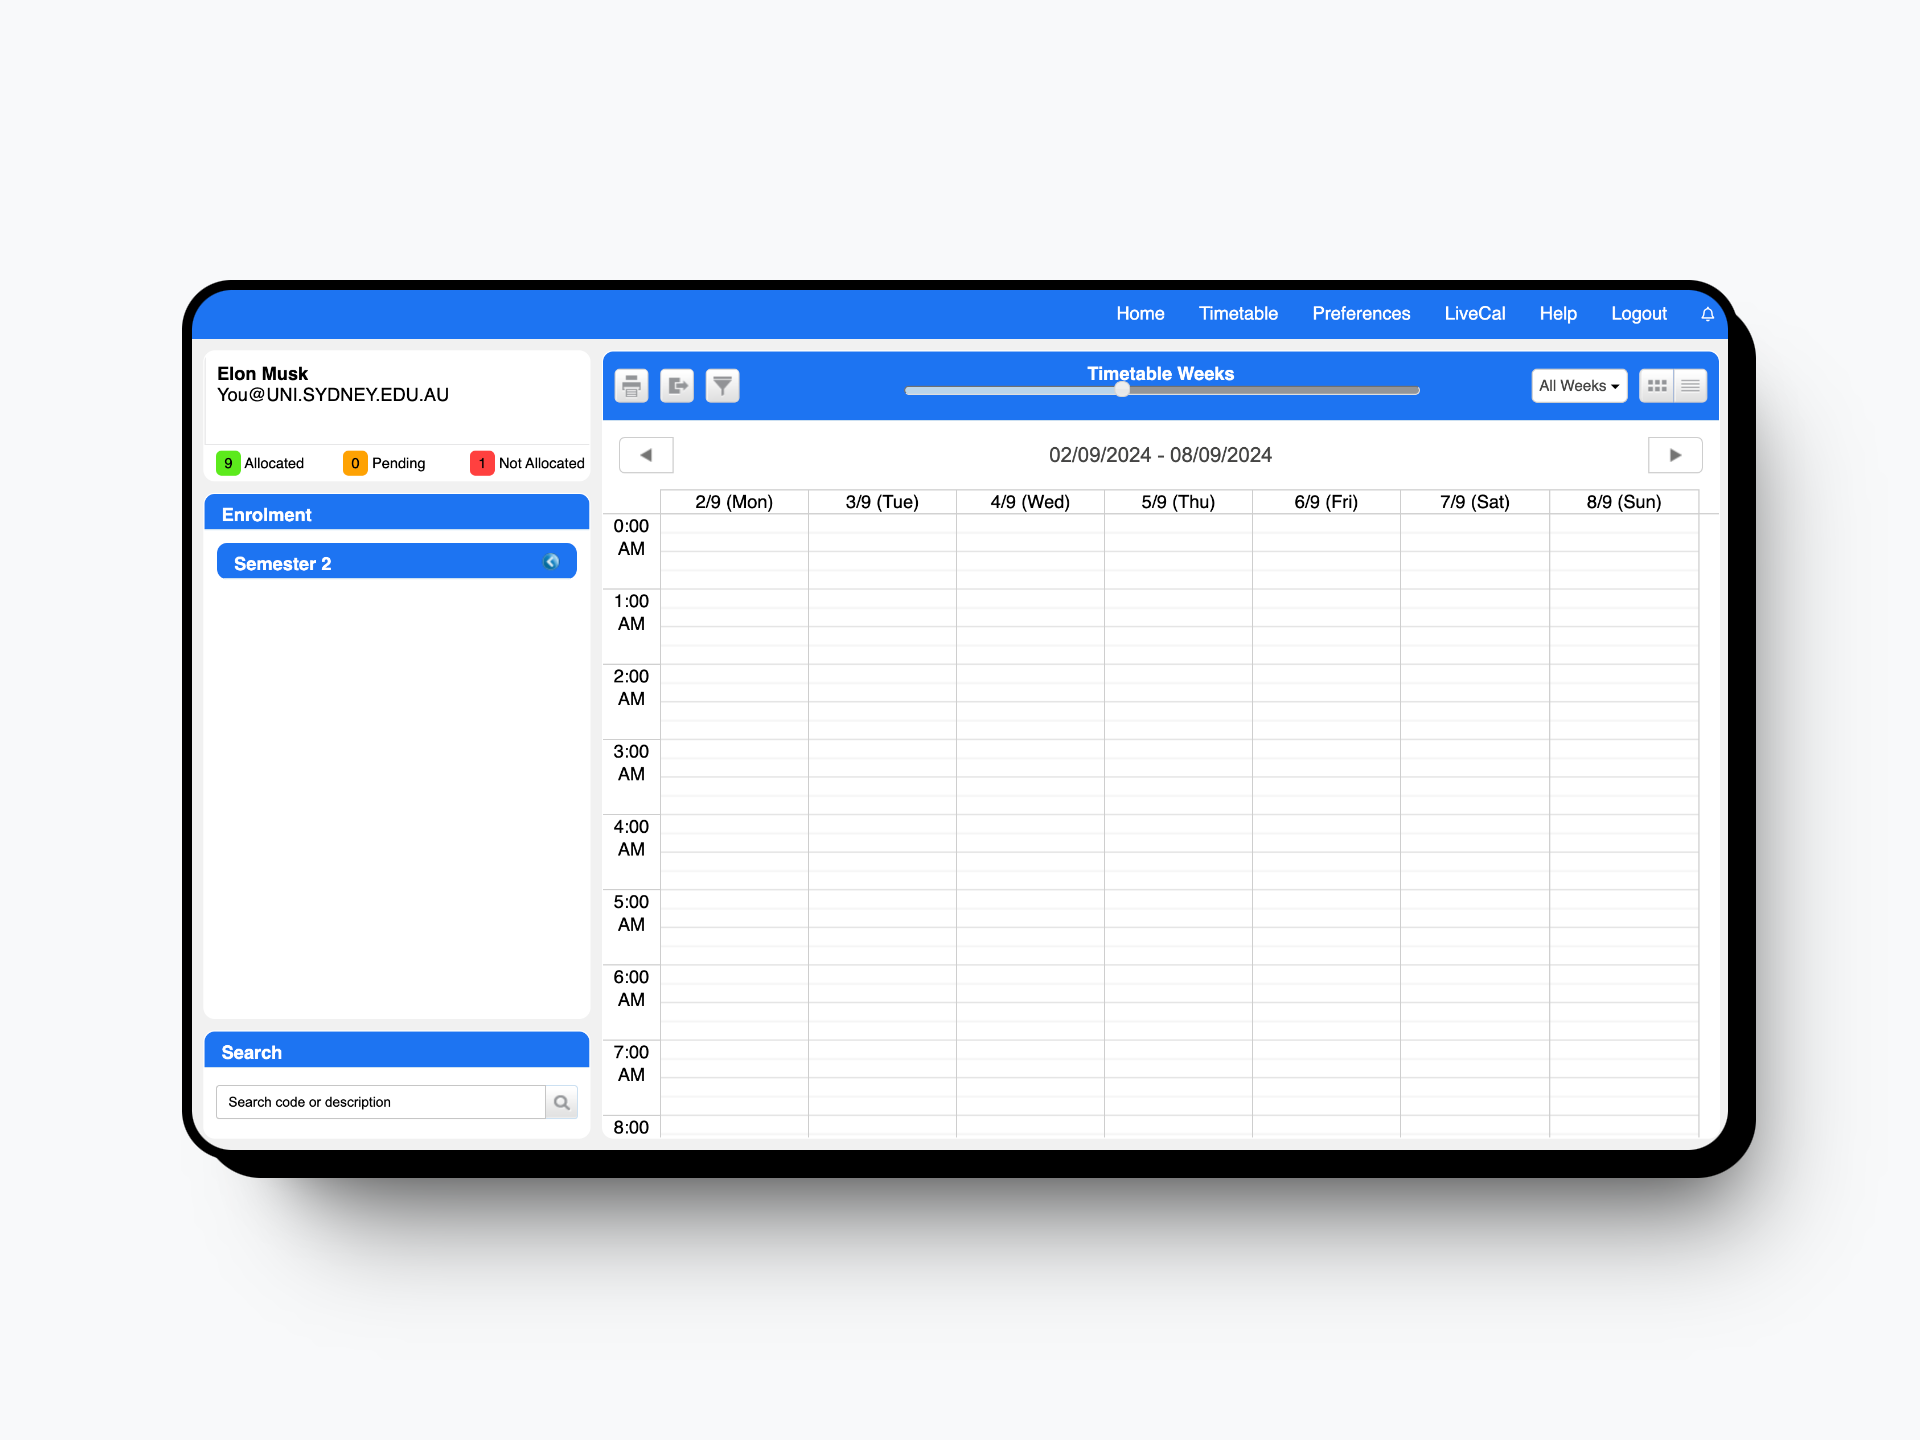 Home Timetable Preferences LiveCal Help Logout
Elon Musk
You@UNI.SYDNEY.EDU.AU
9 Allocated 0 Pending 1 Not Allocated
Enrolment
Semester 2
Search
Search code or description
Timetable Weeks
All Weeks
02/09/2024 - 08/09/2024
2/9 (Mon) 3/9 (Tue) 4/9 (Wed) 5/9 (Thu) 6/9 (Fri) 7/9 (Sat) 8/9 (Sun)
0:00
AM
1:00
AM
2:00
AM
3:00
AM
4:00
AM
5:00
AM
6:00
AM
7:00
AM
8:00